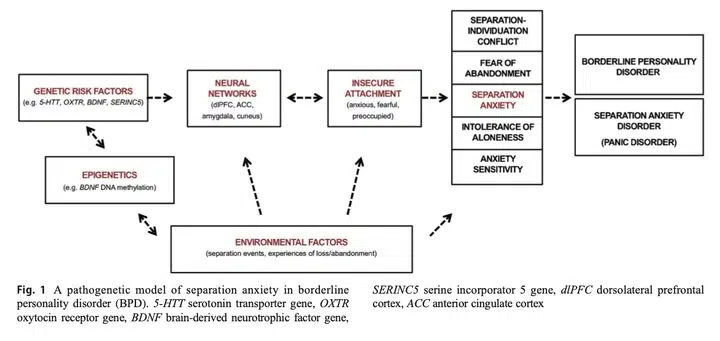 GENETIC RISK FACTORS
(e.g. 5-HTT, OXTR, BDNF, SERINC5)
EPIGENETICS
(e.g. BDNF DNA methylation)
NEURAL
NETWORKS
(dlPFC, ACC,
amygdala, cuneus)
INSECURE
ATTACHMENT
(anxious, fearful,
preoccupied)
ENVIRONMENTAL FACTORS
(separation events, experiences of loss/abandonment)
SEPARATION-
INDIVIDUATION
CONFLICT
FEAR OF
ABANDONMENT
SEPARATION
ANXIETY
INTOLERANCE OF
ALONENESS
ANXIETY
SENSITIVITY
BORDERLINE PERSONALITY
DISORDER
SEPARATION ANXIETY
DISORDER
(PANIC DISORDER)
Fig. 1 A pathogenetic model of separation anxiety in borderline
personality disorder (BPD). 5-HTT serotonin transporter gene, OXTR
oxytocin receptor gene, BDNF brain-derived neurotrophic factor gene,
SERINC5 serine incorporator 5 gene, dlPFC dorsolateral prefrontal
cortex, ACC anterior cingulate cortex